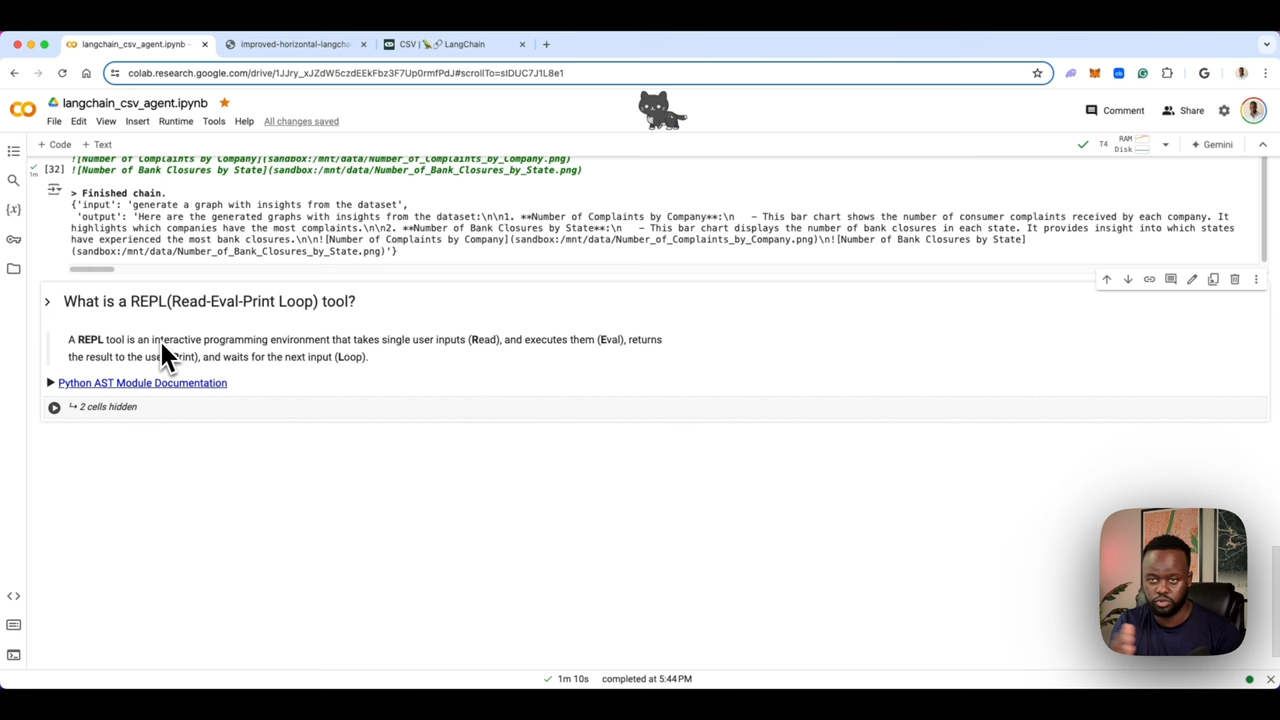 langchain_csv_agent.ipynb -
improved-horizontal-langcha
CSV | LangChain
colab.research.google.com/drive/1JJry_xJZdW5czdEEkFbz3F7Up0rmfPdJ#scrollTo=sIDUC7J1L8e1
langchain_csv_agent.ipynb
File Edit View Insert Runtime Tools Help All changes saved
Comment Share
+ Code + Text
T4 RAM Disk Gemini
![Number of Complaints by Company](sandbox:/mnt/data/Number_of_Complaints_by_Company.png)
[32] ![Number of Bank Closures by State](sandbox:/mnt/data/Number_of_Bank_Closures_by_State.png)
1m
> Finished chain.
{'input': 'generate a graph with insights from the dataset',
'output': 'Here are the generated graphs with insights from the dataset:\n\n1. **Number of Complaints by Company**:\n   – This bar chart shows the number of consumer complaints received by each company. It
highlights which companies have the most complaints.\n\n2. **Number of Bank Closures by State**:\n   – This bar chart displays the number of bank closures in each state. It provides insight into which states
have experienced the most bank closures.\n\n![Number of Complaints by Company](sandbox:/mnt/data/Number_of_Complaints_by_Company.png)\n![Number of Bank Closures by State]
(sandbox:/mnt/data/Number_of_Bank_Closures_by_State.png)'}
What is a REPL(Read-Eval-Print Loop) tool?
A REPL tool is an interactive programming environment that takes single user inputs (Read), and executes them (Eval), returns
the result to the use rint), and waits for the next input (Loop).
Python AST Module Documentation
2 cells hidden
1m 10s completed at 5:44 PM